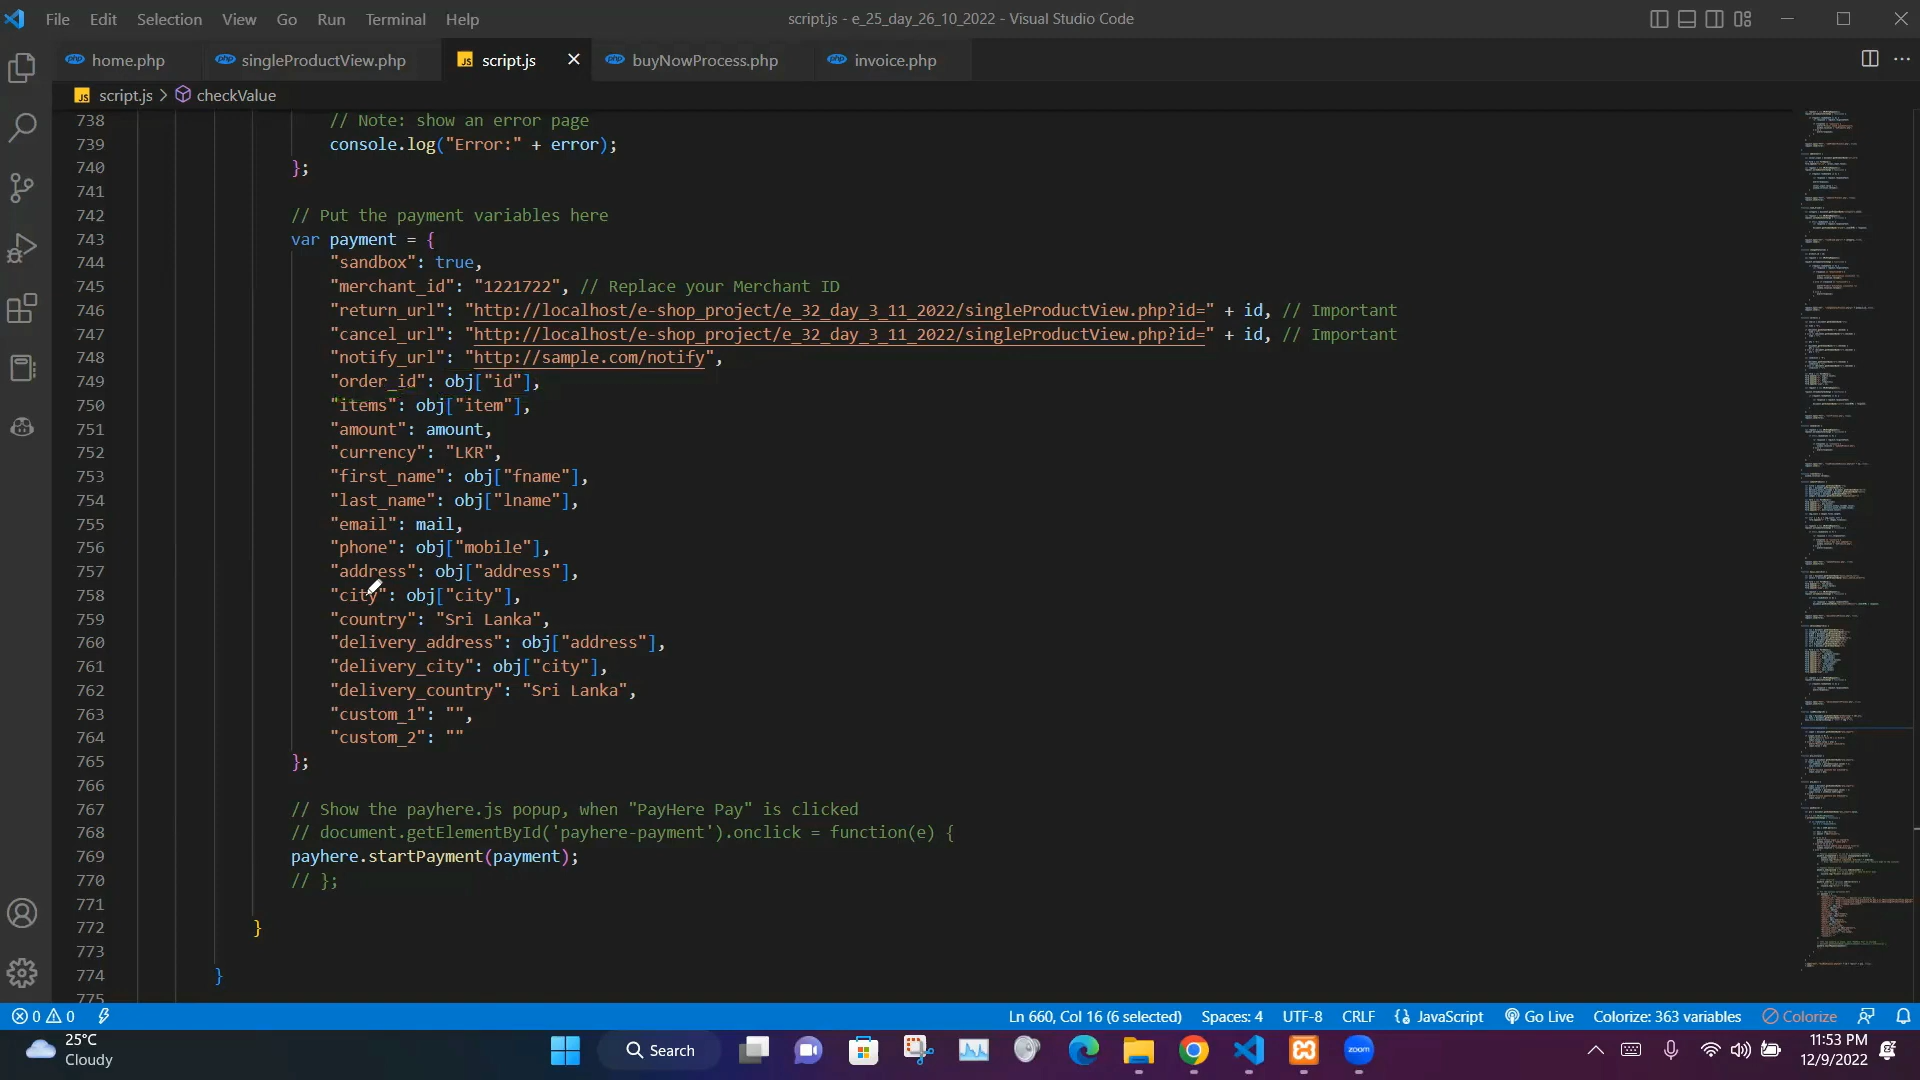 File Edit Selection View Go Run Terminal Help
script.js - e_25_day_26_10_2022 - Visual Studio Code
home.php
singleProductView.php
script.js
buyNowProcess.php
invoice.php
script.js > checkValue
738 // Note: show an error page
739 console.log("Error:" + error);
740 };
741
742 // Put the payment variables here
743 var payment = {
744 "sandbox": true,
745 "merchant_id": "1221722", // Replace your Merchant ID
746 "return_url": "http://localhost/e-shop_project/e_32_day_3_11_2022/singleProductView.php?id=" + id, // Important
747 "cancel_url": "http://localhost/e-shop_project/e_32_day_3_11_2022/singleProductView.php?id=" + id, // Important
748 "notify_url": "http://sample.com/notify",
749 "order_id": obj["id"],
750 "items": obj["item"],
751 "amount": amount,
752 "currency": "LKR",
753 "first_name": obj["fname"],
754 "last_name": obj["lname"],
755 "email": mail,
756 "phone": obj["mobile"],
757 "address": obj["address"],
758 "city": obj["city"],
759 "country": "Sri Lanka",
760 "delivery_address": obj["address"],
761 "delivery_city": obj["city"],
762 "delivery_country": "Sri Lanka",
763 "custom_1": "",
764 "custom_2": ""
765 };
766
767 // Show the payhere.js popup, when "PayHere Pay" is clicked
768 // document.getElementById('payhere-payment').onclick = function(e) {
769 payhere.startPayment(payment);
770 // };
771
772 }
773
774 }
775
0 0
Ln 660, Col 16 (6 selected) Spaces: 4 UTF-8 CRLF JavaScript Go Live Colorize: 363 variables Colorize
25°C
Cloudy
Search
zoom
11:53 PM
12/9/2022